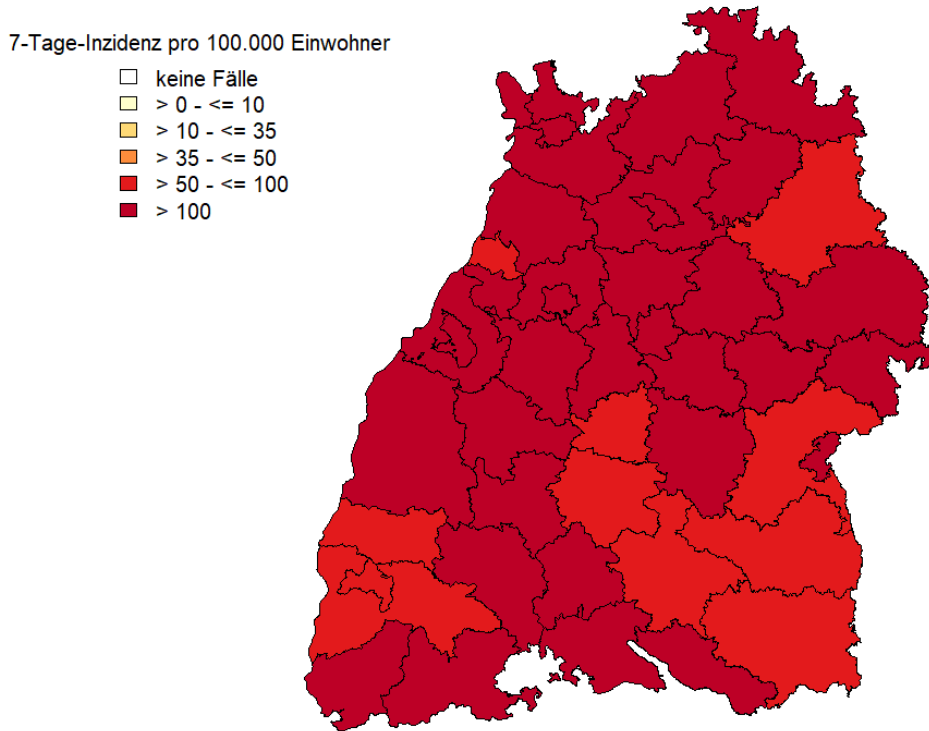 7-Tage-Inzidenz pro 100.000 Einwohner
keine Fälle
> 0 - <= 10
> 10 - <= 35
> 35 - <= 50
> 50 - <= 100
> 100